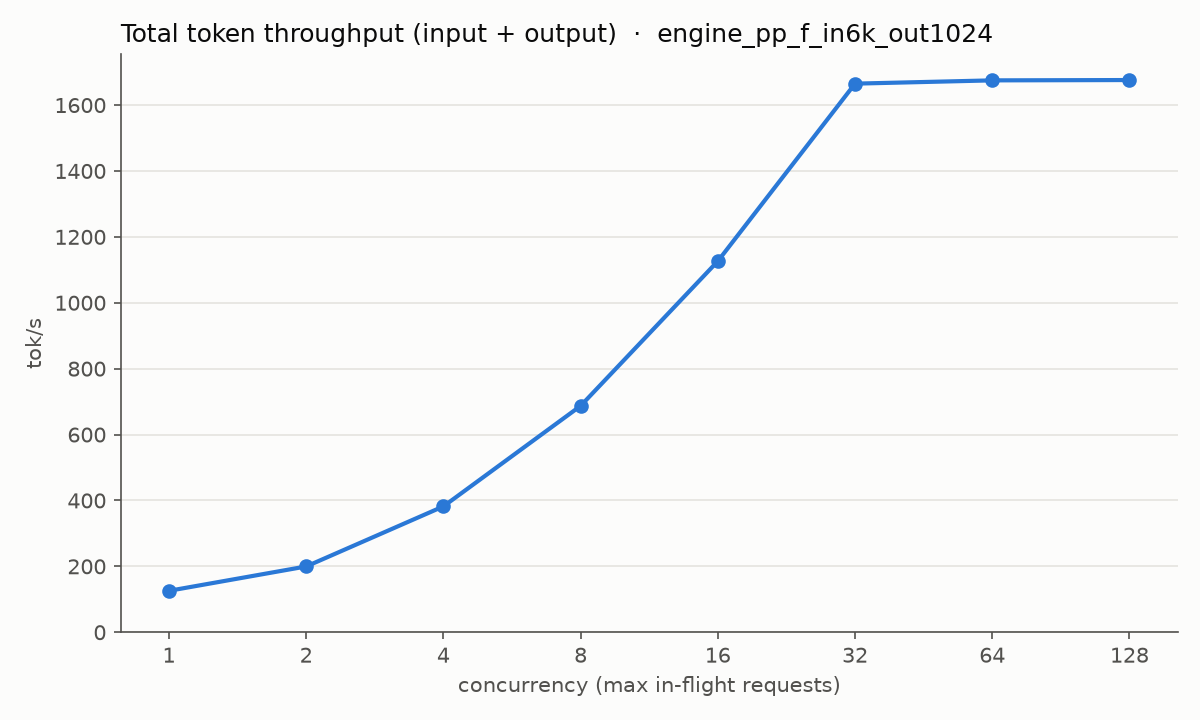 Total token throughput (input + output)  ·  engine_pp_f_in6k_out1024
1600
1400
1200
1000
800
600
400
200
0
tok/s
1 2 4 8 16 32 64 128
concurrency (max in-flight requests)